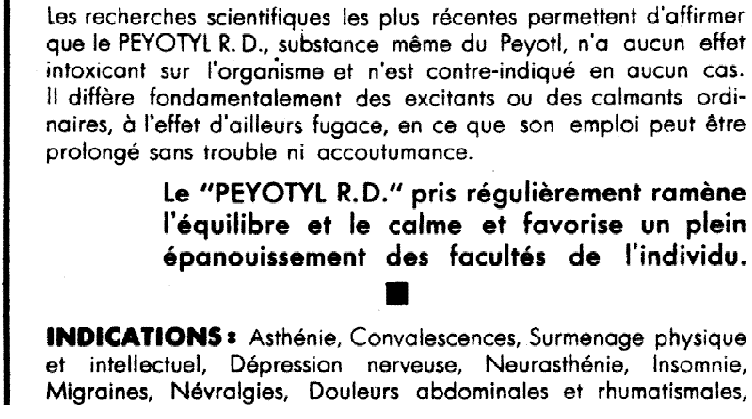 Les recherches scientifiques les plus récentes permettent d'affirmer
que le PEYOTYL R. D., substance même du Peyotl, n'a aucun effet
intoxicant sur l'organisme et n'est contre-indiqué en aucun cas.
Il diffère fondamentalement des excitants ou des calmants ordi-
naires, à l'effet d'ailleurs fugace, en ce que son emploi peut être
prolongé sans trouble ni accoutumance.
Le "PEYOTYL R.D." pris régulièrement ramène
l'équilibre et le calme et favorise un plein
épanouissement des facultés de l'individu.
INDICATIONS : Asthénie, Convalescences, Surmenage physique
et intellectuel, Dépression nerveuse, Neurasthénie, Insomnie,
Migraines, Névralgies, Douleurs abdominales et rhumatismales,